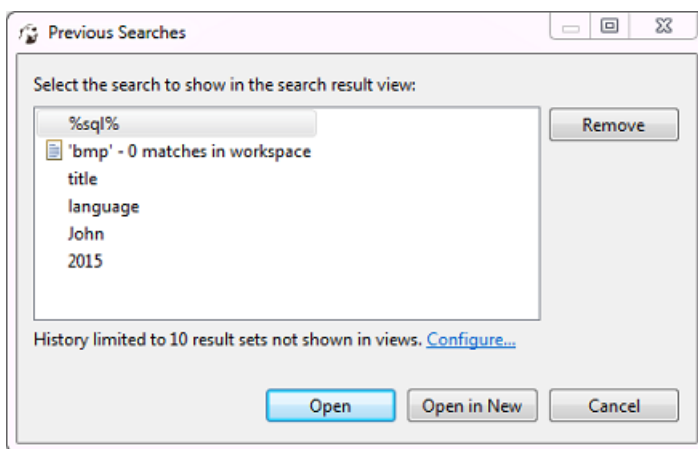 Previous Searches
Select the search to show in the search result view:
%sql%
Remove
'bmp' - 0 matches in workspace
title
language
John
2015
History limited to 10 result sets not shown in views. Configure...
Open
Open in New
Cancel